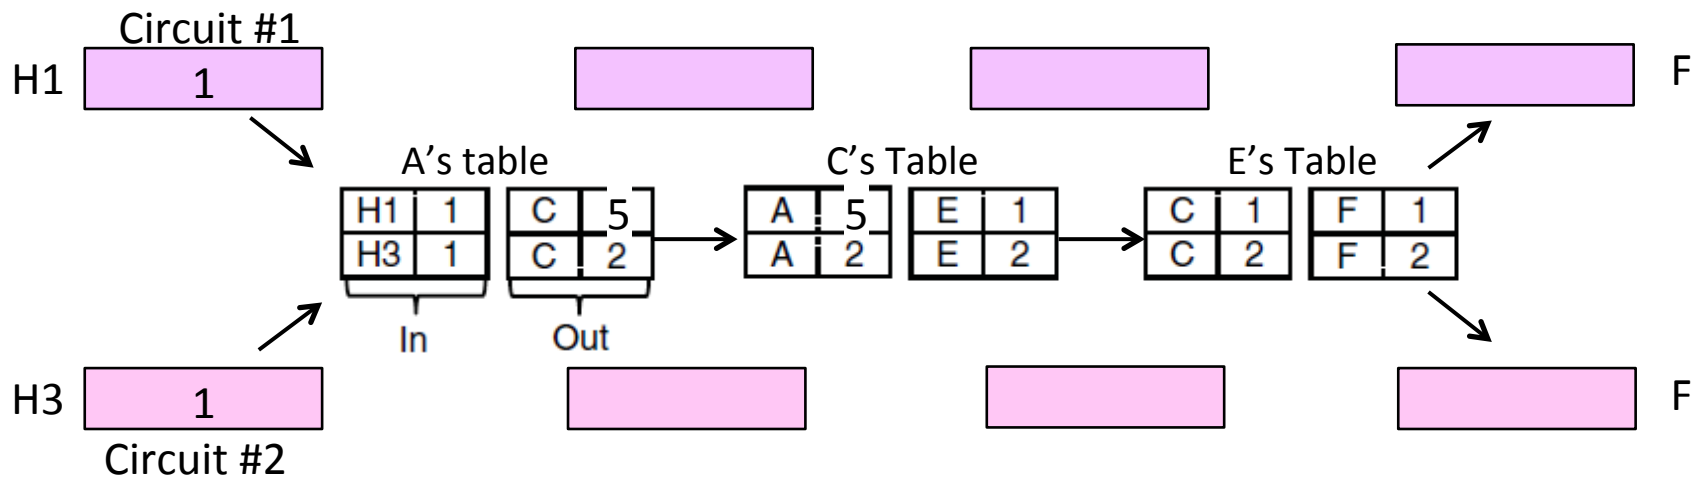 Circuit #1
H1 1 F
A's table C's Table E's Table
H1 1 C 5 A 5 E 1 C 1 F 1
H3 1 C 2 A 2 E 2 C 2 F 2
In Out
H3 1 F
Circuit #2